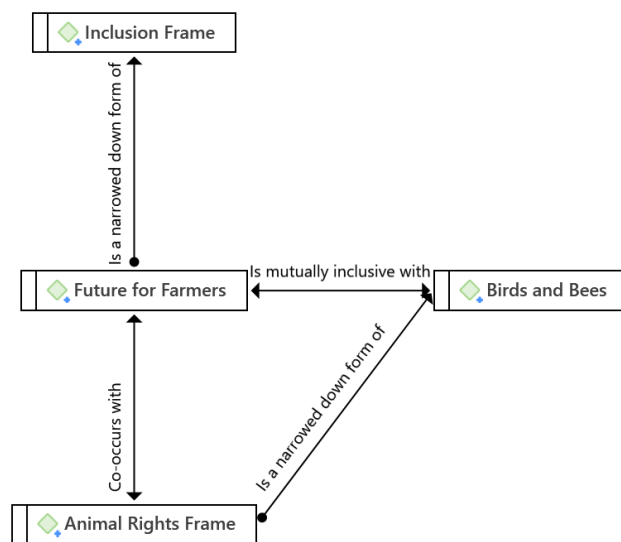 Inclusion Frame
Is a narrowed down form of
Is mutually inclusive with
Future for Farmers
Birds and Bees
Is a narrowed down form of
Co-occurs with
Animal Rights Frame